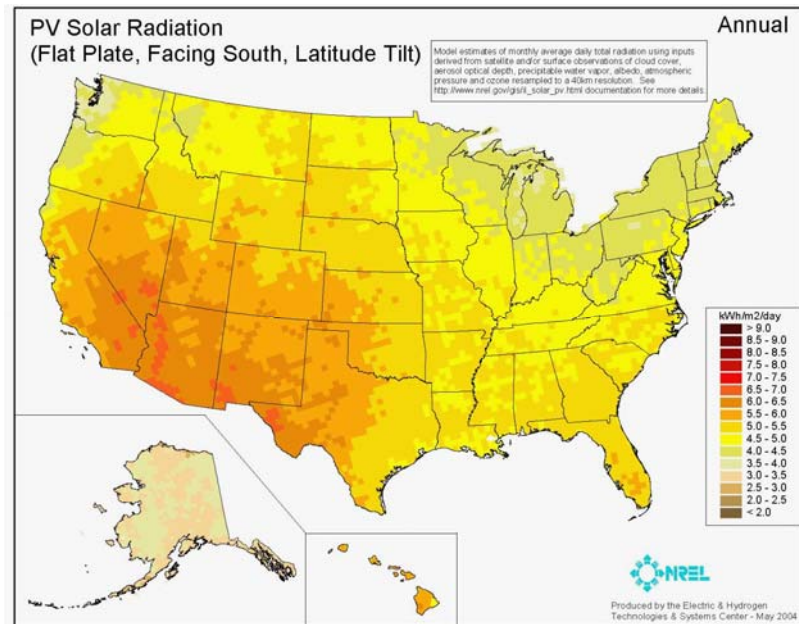 PV Solar Radiation
(Flat Plate, Facing South, Latitude Tilt)
Annual
Model estimates of monthly average daily total radiation using inputs
derived from satellite and/or surface observations of cloud cover,
aerosol optical depth, precipitable water vapor, albedo, atmospheric
pressure and ozone resampled to a 40km resolution. See
http://www.nrel.gov/gis/il_solar_pv.html documentation for more details.
kWh/m2/day
> 9.0
8.5 - 9.0
8.0 - 8.5
7.5 - 8.0
7.0 - 7.5
6.5 - 7.0
6.0 - 6.5
5.5 - 6.0
5.0 - 5.5
4.5 - 5.0
4.0 - 4.5
3.5 - 4.0
3.0 - 3.5
2.5 - 3.0
2.0 - 2.5
< 2.0
NREL
Produced by the Electric & Hydrogen
Technologies & Systems Center - May 2004